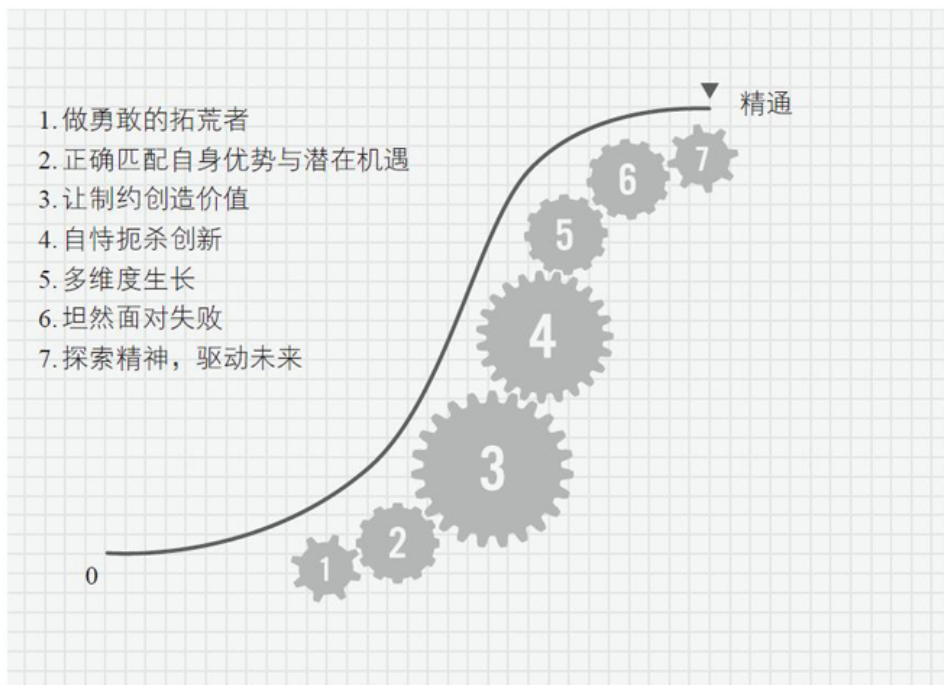 1. 做勇敢的拓荒者
2. 正确匹配自身优势与潜在机遇
3. 让制约创造价值
4. 自恃扼杀创新
5. 多维度生长
6. 坦然面对失败
7. 探索精神，驱动未来
精通
7
6
5
4
3
2
1
0